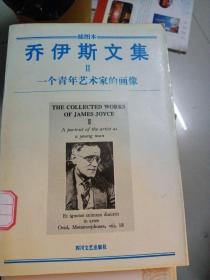 插图本
乔伊斯文集
II
一个青年艺术家的画像
THE COLLECTED WORKS
OF JAMES JOYCE
II
A portrait of the artist as
a young man
Et ignotas animum dimittit
in artes
Ovid, Metamorphoses, viii, 18
四川文艺出版社